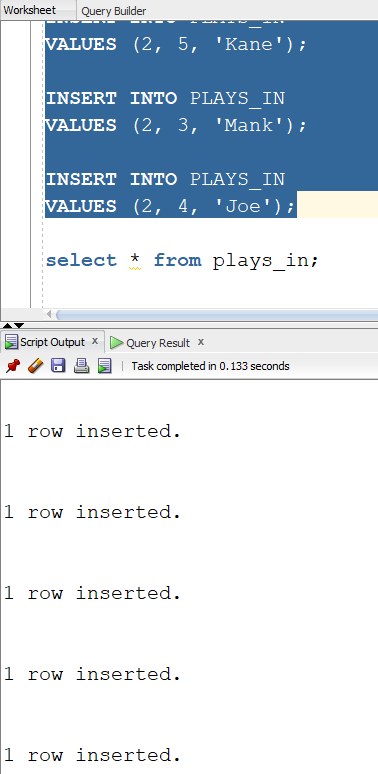 Worksheet Query Builder
INSERT INTO PLAYS_IN
VALUES (2, 5, 'Kane');
INSERT INTO PLAYS_IN
VALUES (2, 3, 'Mank');
INSERT INTO PLAYS_IN
VALUES (2, 4, 'Joe');
select * from plays_in;
Script Output x Query Result x
Task completed in 0.133 seconds
1 row inserted.
1 row inserted.
1 row inserted.
1 row inserted.
1 row inserted.